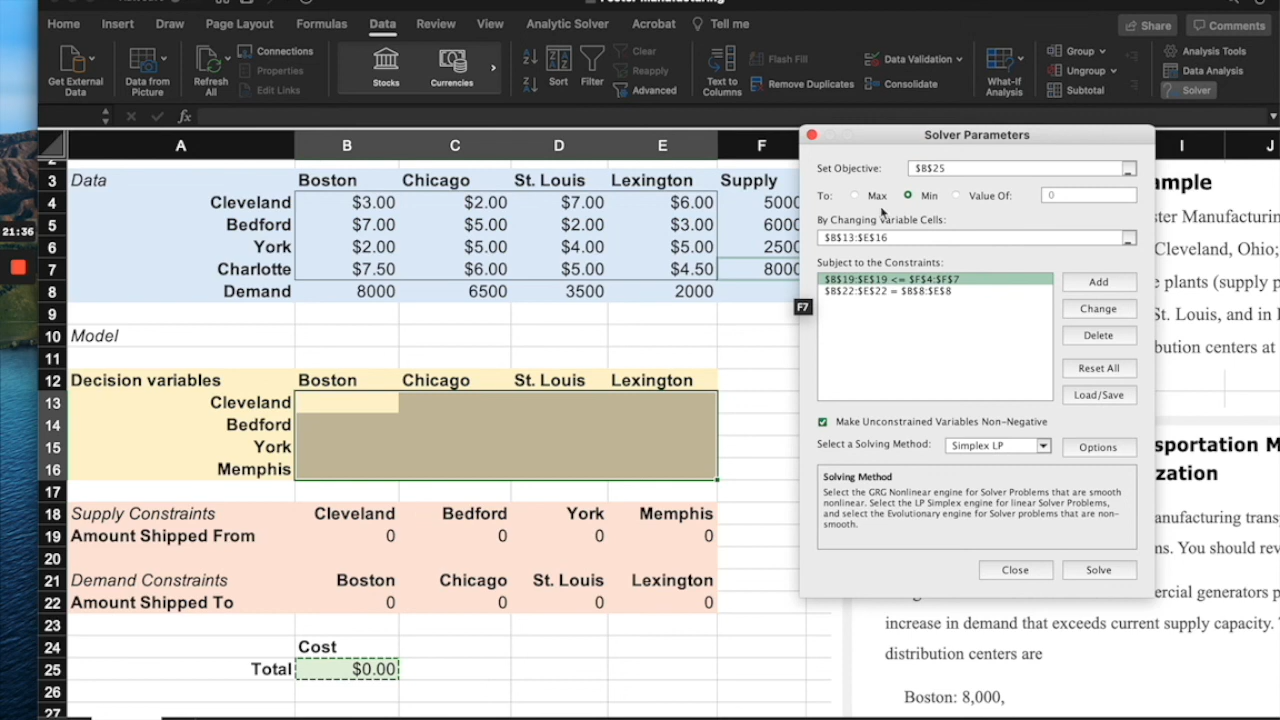 Home Insert Draw Page Layout Formulas Data Review View Analytic Solver Acrobat Tell me Share Comments
Get External Data
Data from Picture
Refresh All
Connections
Properties
Edit Links
Stocks
Currencies
Sort
Filter
Clear
Reapply
Advanced
Text to Columns
Flash Fill
Remove Duplicates
Data Validation
Consolidate
What-If Analysis
Group
Ungroup
Subtotal
Analysis Tools
Data Analysis
Solver
fx
A B C D E F I J
3 Data Boston Chicago St. Louis Lexington Supply
4 Cleveland $3.00 $2.00 $7.00 $6.00 5000
5 Bedford $7.00 $5.00 $2.00 $3.00 6000
6 York $2.00 $5.00 $4.00 $5.00 2500
7 Charlotte $7.50 $6.00 $5.00 $4.50 8000
8 Demand 8000 6500 3500 2000
9
10 Model
11
12 Decision variables Boston Chicago St. Louis Lexington
13 Cleveland
14 Bedford
15 York
16 Memphis
17
18 Supply Constraints Cleveland Bedford York Memphis
19 Amount Shipped From 0 0 0 0
20
21 Demand Constraints Boston Chicago St. Louis Lexington
22 Amount Shipped To 0 0 0 0
23
24 Cost
25 Total $0.00
26
27
21:36
F7
Solver Parameters
Set Objective: $B$25
To: Max Min Value Of: 0
By Changing Variable Cells:
$B$13:$E$16
Subject to the Constraints:
$B$19:$E$19 <= $F$4:$F$7
$B$22:$E$22 = $B$8:$E$8
Add
Change
Delete
Reset All
Load/Save
Make Unconstrained Variables Non-Negative
Select a Solving Method: Simplex LP Options
Solving Method
Select the GRG Nonlinear engine for Solver Problems that are smooth
nonlinear. Select the LP Simplex engine for linear Solver Problems,
and select the Evolutionary engine for Solver problems that are non-
smooth.
Close Solve
ample
ster Manufacturin
Cleveland, Ohio;
e plants (supply p
St. Louis, and in
bution centers at
sportation M
zation
anufacturing trans
ms. You should rev
ercial generators p
increase in demand that exceeds current supply capacity.
distribution centers are
Boston: 8,000,